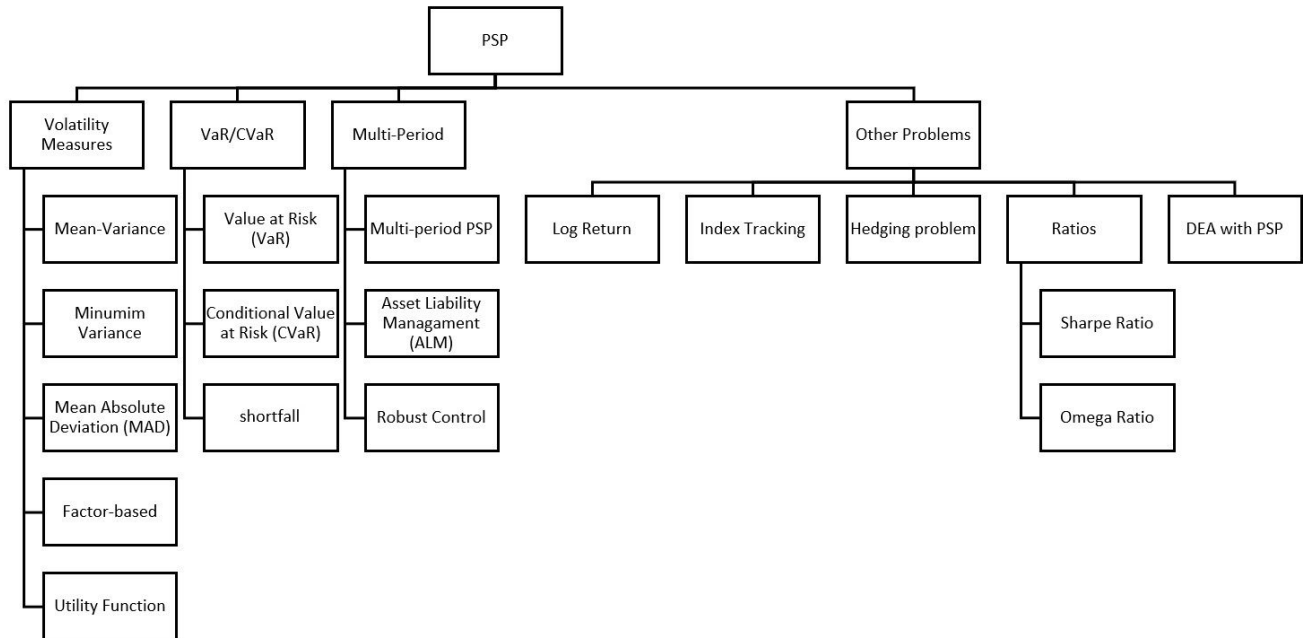 PSP
Volatility
Measures
VaR/CVaR
Multi-Period
Other Problems
Mean-Variance
Value at Risk
(VaR)
Multi-period PSP
Log Return
Index Tracking
Hedging problem
Ratios
DEA with PSP
Minumim
Variance
Conditional Value
at Risk (CVaR)
Asset Liability
Managament
(ALM)
Sharpe Ratio
Mean Absolute
Deviation (MAD)
shortfall
Robust Control
Omega Ratio
Factor-based
Utility Function